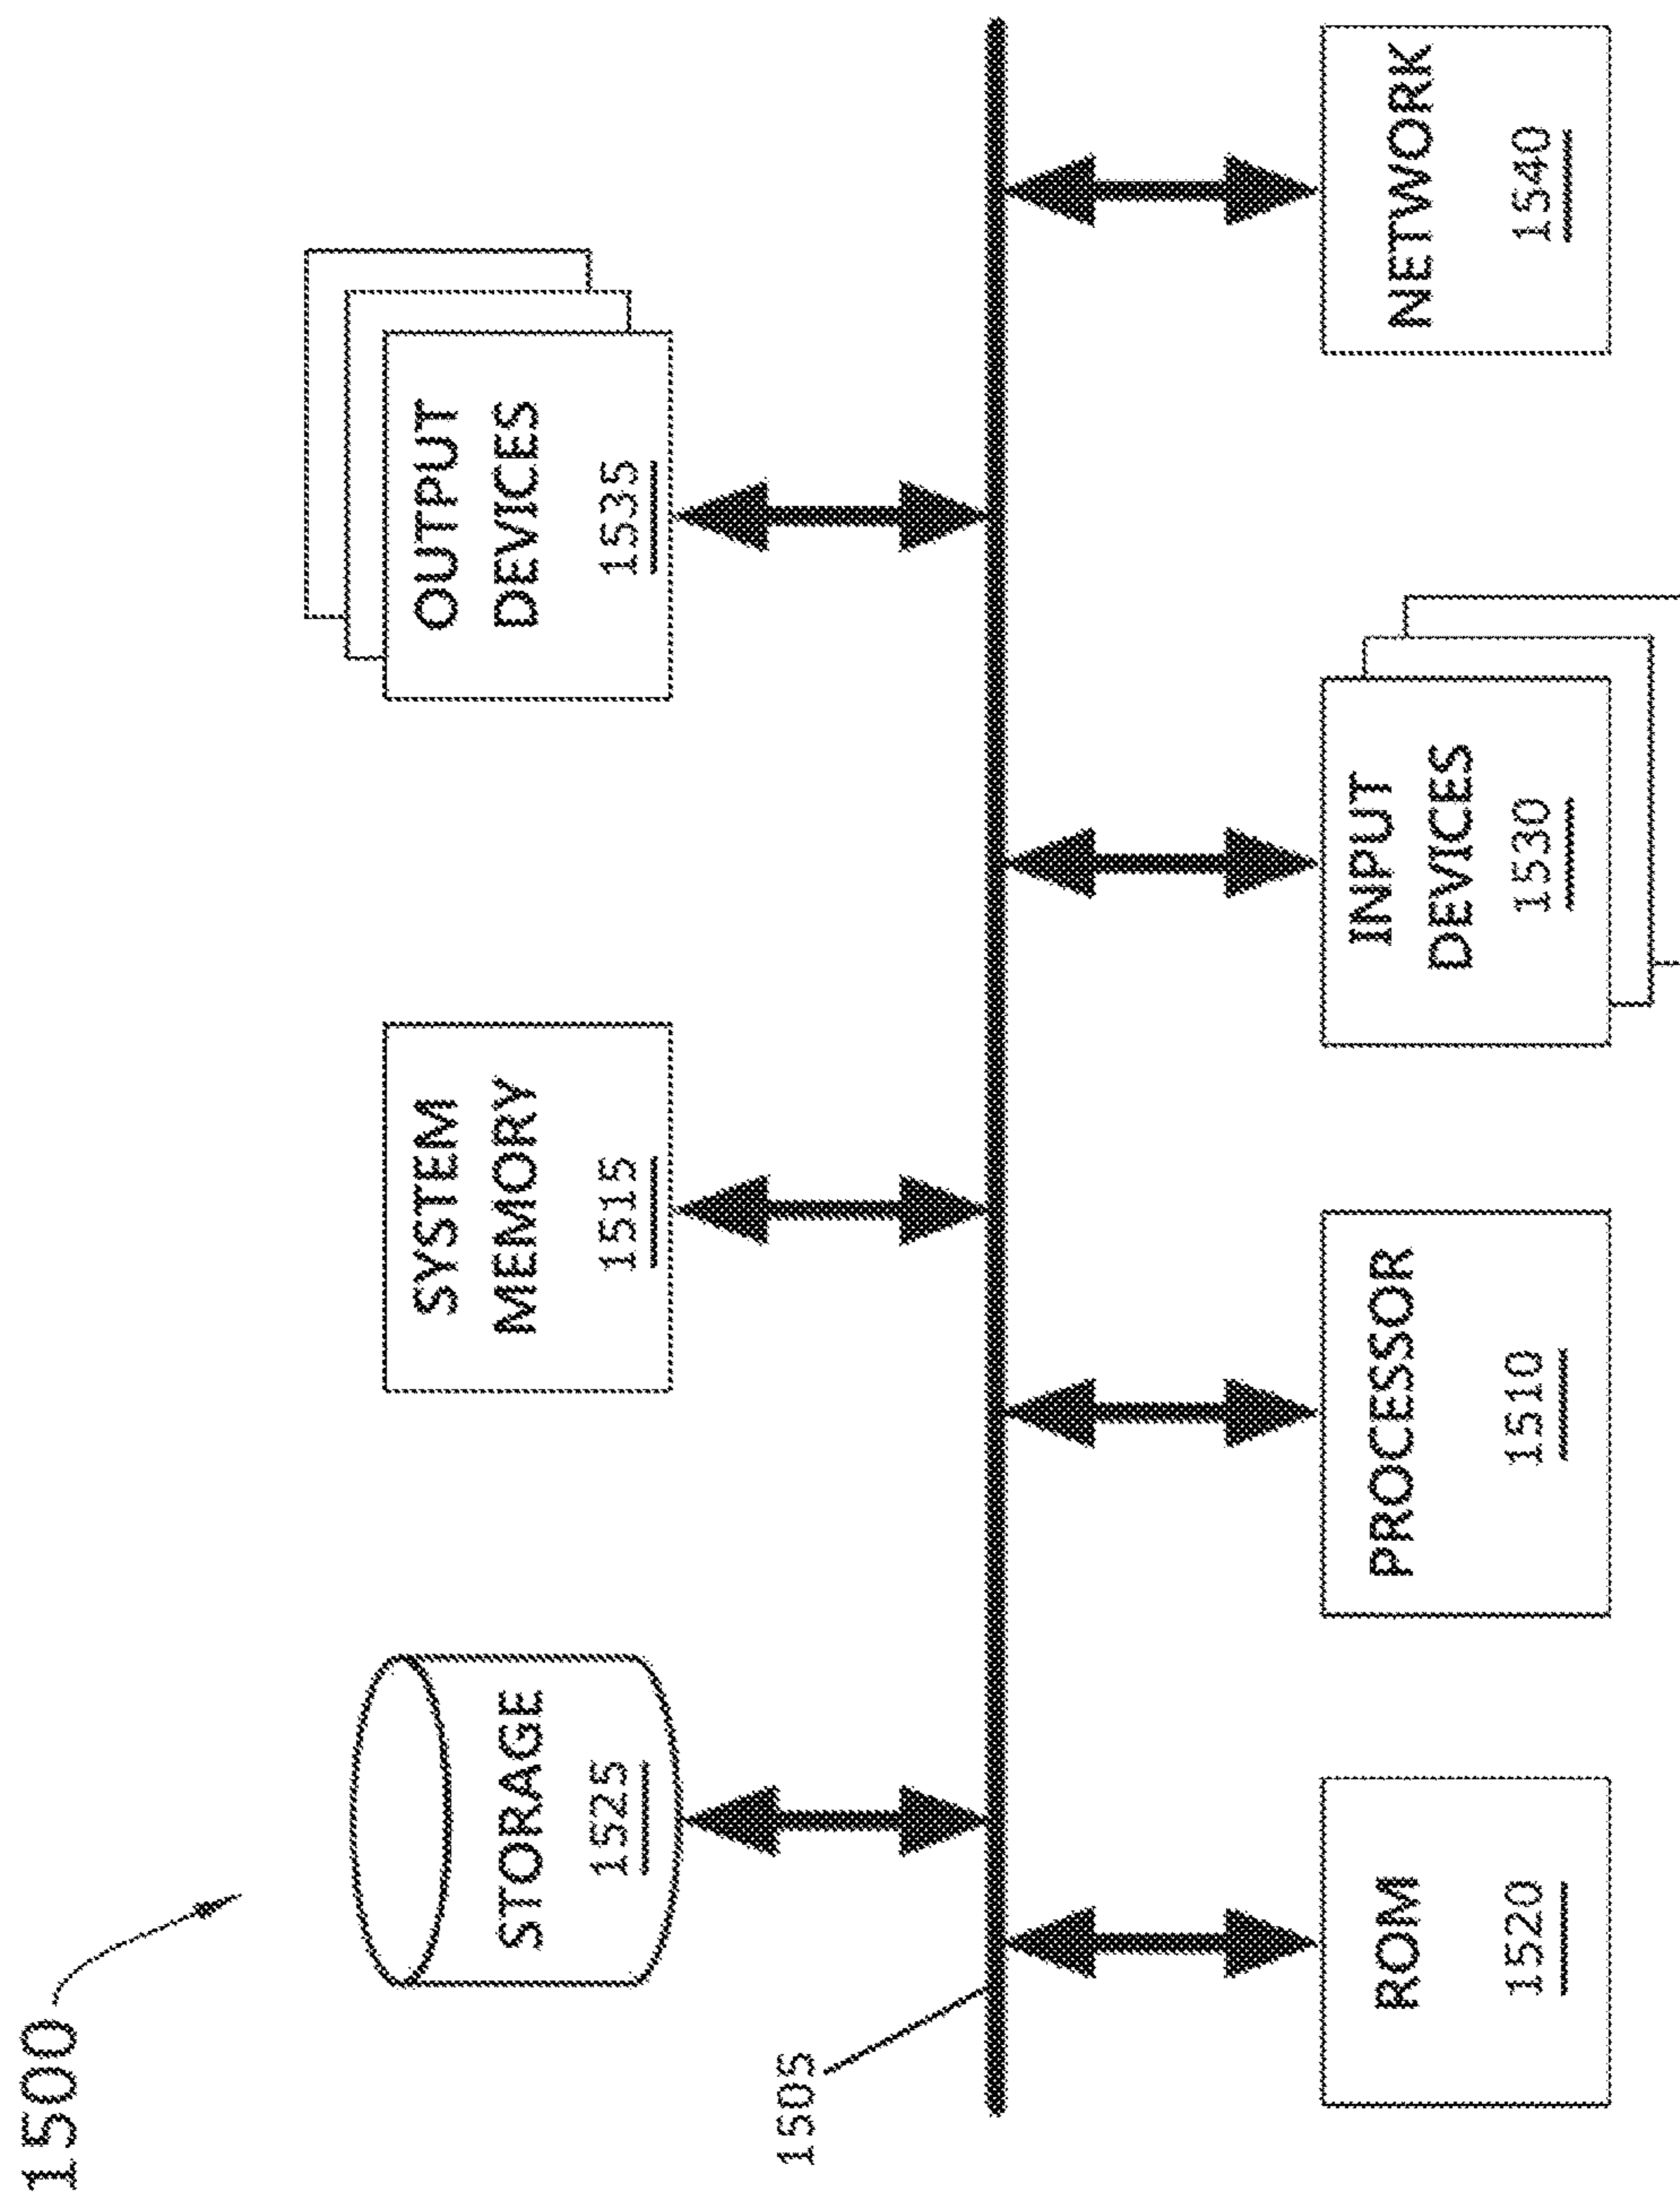 1500
STORAGE
1525
SYSTEM
MEMORY
1515
OUTPUT
DEVICES
1535
1505
ROM
1520
PROCESSOR
1510
INPUT
DEVICES
1530
NETWORK
1540